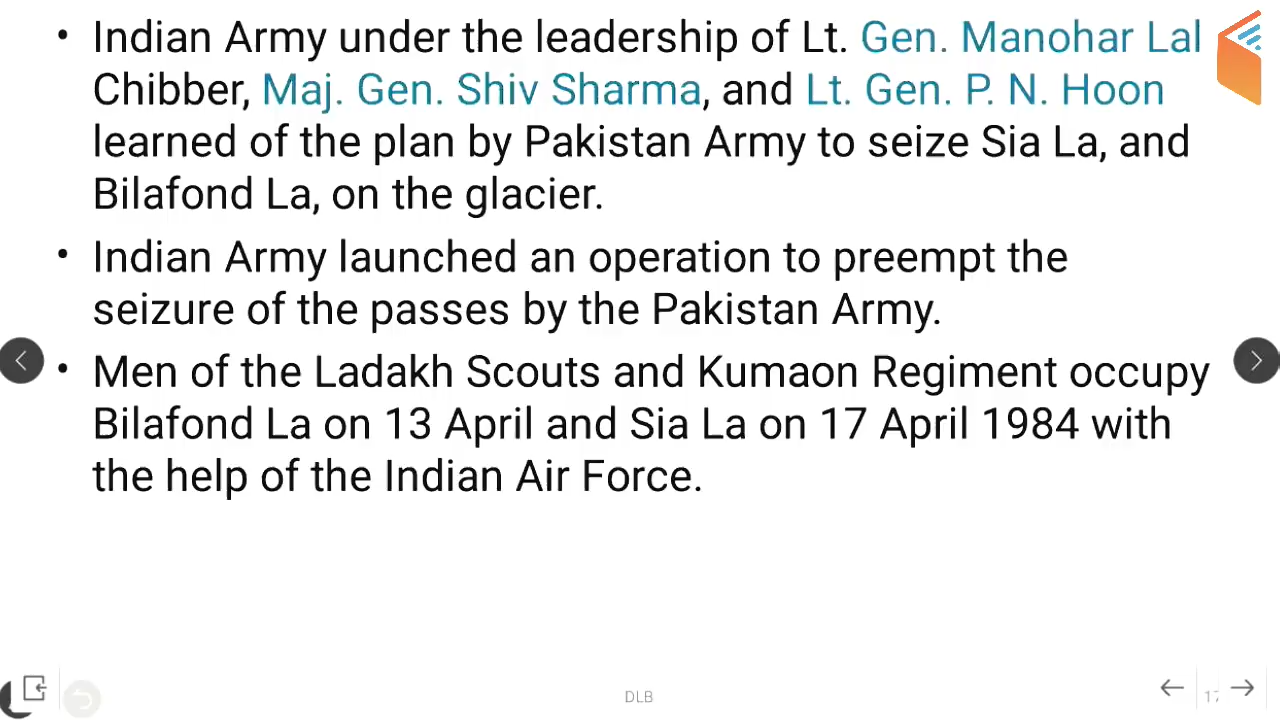 • Indian Army under the leadership of Lt. Gen. Manohar Lal
Chibber, Maj. Gen. Shiv Sharma, and Lt. Gen. P. N. Hoon
learned of the plan by Pakistan Army to seize Sia La, and
Bilafond La, on the glacier.
• Indian Army launched an operation to preempt the
seizure of the passes by the Pakistan Army.
• Men of the Ladakh Scouts and Kumaon Regiment occupy
Bilafond La on 13 April and Sia La on 17 April 1984 with
the help of the Indian Air Force.
DLB